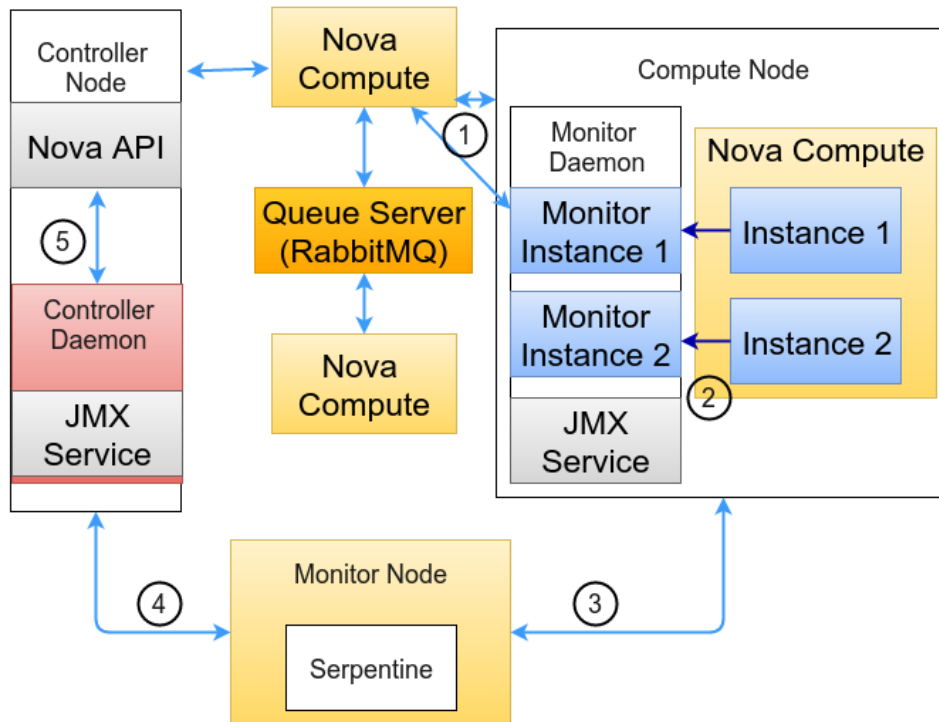 Controller
Node
Nova API
5
Controller
Daemon
JMX
Service
Nova
Compute
1
Queue Server
(RabbitMQ)
Nova
Compute
Compute Node
Monitor
Daemon
Monitor
Instance 1
Monitor
Instance 2
JMX
Service
Nova Compute
Instance 1
Instance 2
2
4
Monitor Node
Serpentine
3